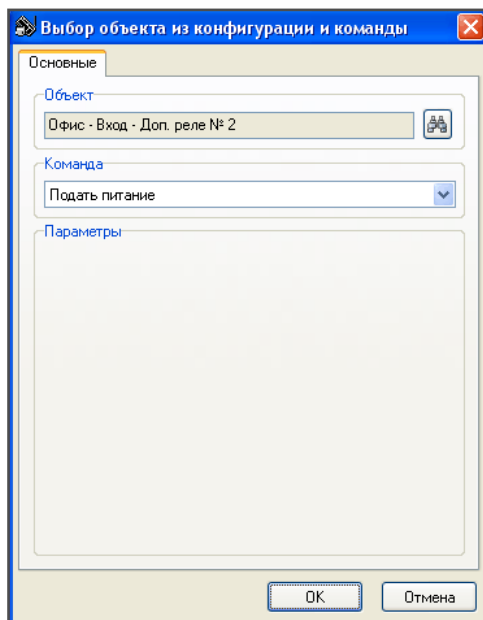 Выбор объекта из конфигурации и команды
Основные
Объект
Офис - Вход - Доп. реле № 2
Команда
Подать питание
Параметры
OK
Отмена